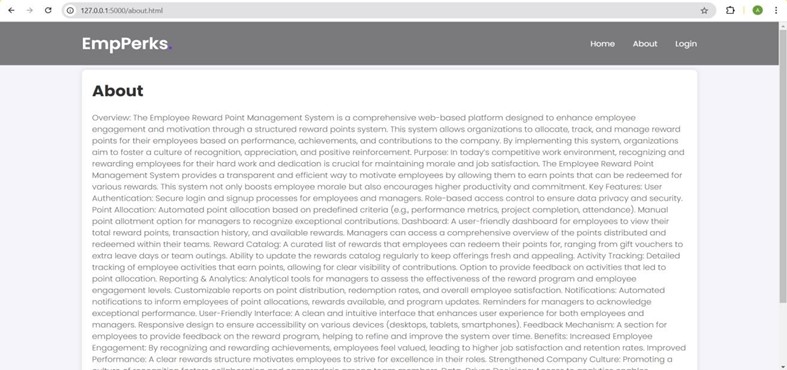 127.0.0.1:5000/about.html
A
EmpPerks.
Home About Login
About
Overview: The Employee Reward Point Management System is a comprehensive web-based platform designed to enhance employee
engagement and motivation through a structured reward points system. This system allows organizations to allocate, track, and manage reward
points for their employees based on performance, achievements, and contributions to the company. By implementing this system, organizations
aim to foster a culture of recognition, appreciation, and positive reinforcement. Purpose: In today's competitive work environment, recognizing and
rewarding employees for their hard work and dedication is crucial for maintaining morale and job satisfaction. The Employee Reward Point
Management System provides a transparent and efficient way to motivate employees by allowing them to earn points that can be redeemed for
various rewards. This system not only boosts employee morale but also encourages higher productivity and commitment. Key Features: User
Authentication: Secure login and signup processes for employees and managers. Role-based access control to ensure data privacy and security.
Point Allocation: Automated point allocation based on predefined criteria (e.g., performance metrics, project completion, attendance). Manual
point allotment option for managers to recognize exceptional contributions. Dashboard: A user-friendly dashboard for employees to view their
total reward points, transaction history, and available rewards. Managers can access a comprehensive overview of the points distributed and
redeemed within their teams. Reward Catalog: A curated list of rewards that employees can redeem their points for, ranging from gift vouchers to
extra leave days or team outings. Ability to update the rewards catalog regularly to keep offerings fresh and appealing. Activity Tracking: Detailed
tracking of employee activities that earn points, allowing for clear visibility of contributions. Option to provide feedback on activities that led to
point allocation. Reporting & Analytics: Analytical tools for managers to assess the effectiveness of the reward program and employee
engagement levels. Customizable reports on point distribution, redemption rates, and overall employee satisfaction. Notifications: Automated
notifications to inform employees of point allocations, rewards available, and program updates. Reminders for managers to acknowledge
exceptional performance. User-Friendly Interface: A clean and intuitive interface that enhances user experience for both employees and
managers. Responsive design to ensure accessibility on various devices (desktops, tablets, smartphones). Feedback Mechanism: A section for
employees to provide feedback on the reward program, helping to refine and improve the system over time. Benefits: Increased Employee
Engagement: By recognizing and rewarding achievements, employees feel valued, leading to higher job satisfaction and retention rates. Improved
Performance: A clear rewards structure motivates employees to strive for excellence in their roles. Strengthened Company Culture: Promoting a